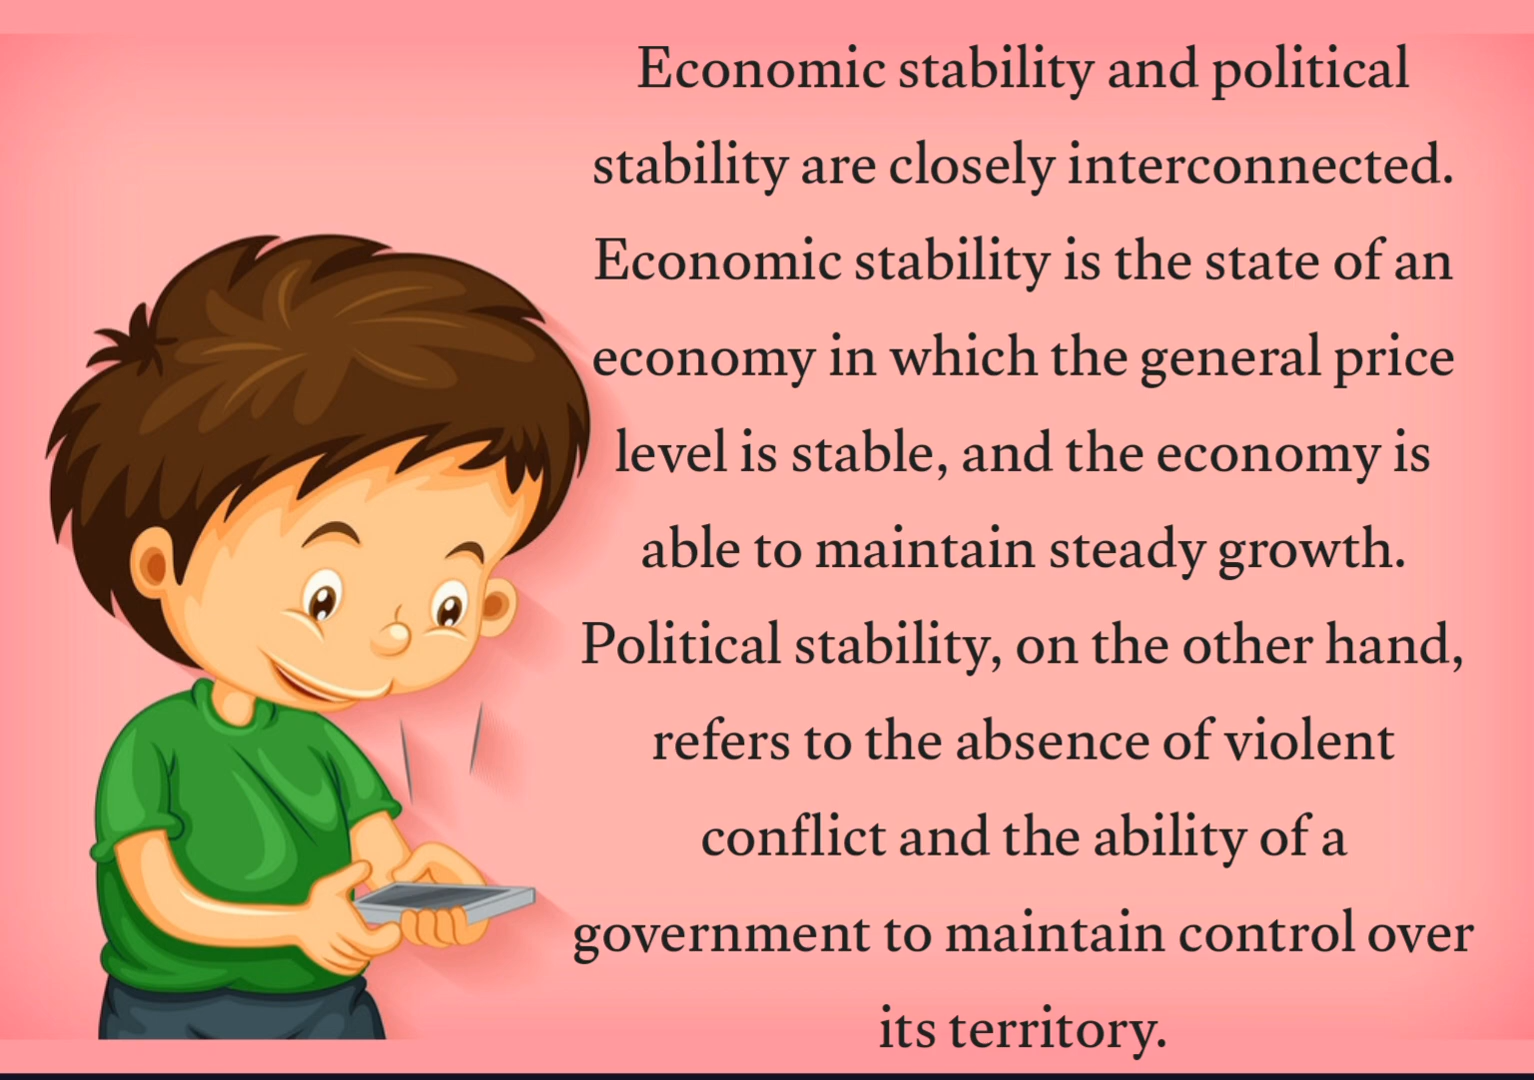 Economic stability and political
stability are closely interconnected.
Economic stability is the state of an
economy in which the general price
level is stable, and the economy is
able to maintain steady growth.
Political stability, on the other hand,
refers to the absence of violent
conflict and the ability of a
government to maintain control over
its territory.